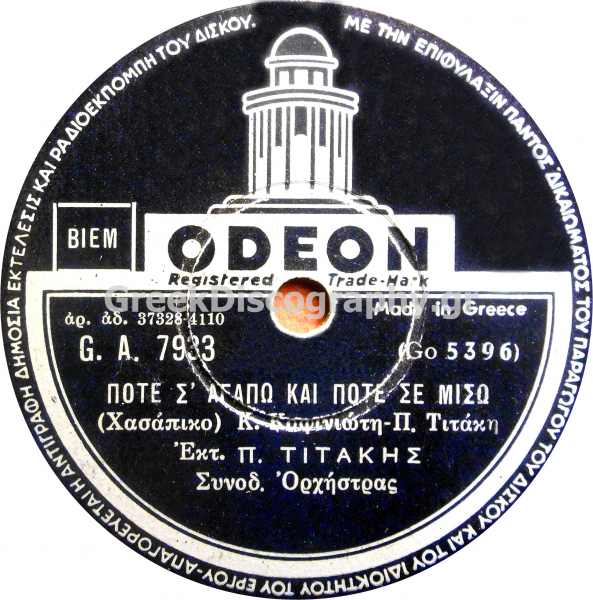 ΜΕ ΤΗΝ ΕΠΙΦΥΛΑΞΙΝ ΠΑΝΤΟΣ ΔΙΚΑΙΩΜΑΤΟΣ ΤΟΥ ΠΑΡΑΓΩΓΟΥ ΤΟΥ ΔΙΣΚΟΥ ΚΑΙ ΤΟΥ ΙΔΙΟΚΤΗΤΟΥ ΤΟΥ ΕΡΓΟΥ-ΑΠΑΓΟΡΕΥΕΤΑΙ Η ΑΝΤΙΓΡΑΦΗ ΔΗΜΟΣΙΑ ΕΚΤΕΛΕΣΙΣ ΚΑΙ ΡΑΔΙΟΕΚΠΟΜΠΗ ΤΟΥ ΔΙΣΚΟΥ.
BIEM
ODEON
Registered Trade-Mark
GreekDiscography.gr
Made in Greece
ἀρ. ἀδ. 37328-4110
G. A. 7933
(Go 5396)
ΠΟΤΕ Σ' ΑΓΑΠΩ ΚΑΙ ΠΟΤΕ ΣΕ ΜΙΣΩ
(Χασάπικο) Κ. Κοφινιώτη-Π. Τιτάκη
Ἐκτ. Π. ΤΙΤΑΚΗΣ
Συνοδ. Ὀρχήστρας